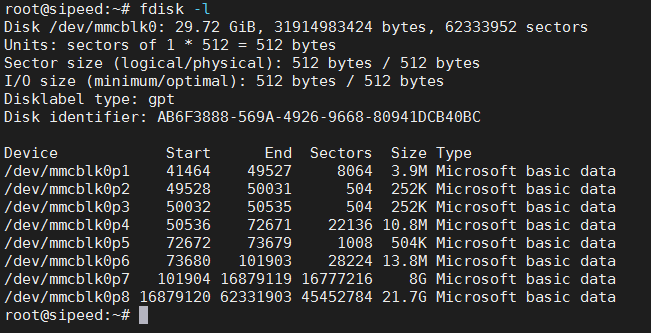 root@sipeed:~# fdisk -l
Disk /dev/mmcblk0: 29.72 GiB, 31914983424 bytes, 62333952 sectors
Units: sectors of 1 * 512 = 512 bytes
Sector size (logical/physical): 512 bytes / 512 bytes
I/O size (minimum/optimal): 512 bytes / 512 bytes
Disklabel type: gpt
Disk identifier: AB6F3888-569A-4926-9668-80941DCB40BC

Device            Start      End  Sectors  Size Type
/dev/mmcblk0p1    41464    49527     8064  3.9M Microsoft basic data
/dev/mmcblk0p2    49528    50031      504  252K Microsoft basic data
/dev/mmcblk0p3    50032    50535      504  252K Microsoft basic data
/dev/mmcblk0p4    50536    72671    22136 10.8M Microsoft basic data
/dev/mmcblk0p5    72672    73679     1008  504K Microsoft basic data
/dev/mmcblk0p6    73680   101903    28224 13.8M Microsoft basic data
/dev/mmcblk0p7   101904 16879119 16777216    8G Microsoft basic data
/dev/mmcblk0p8 16879120 62331903 45452784 21.7G Microsoft basic data
root@sipeed:~#